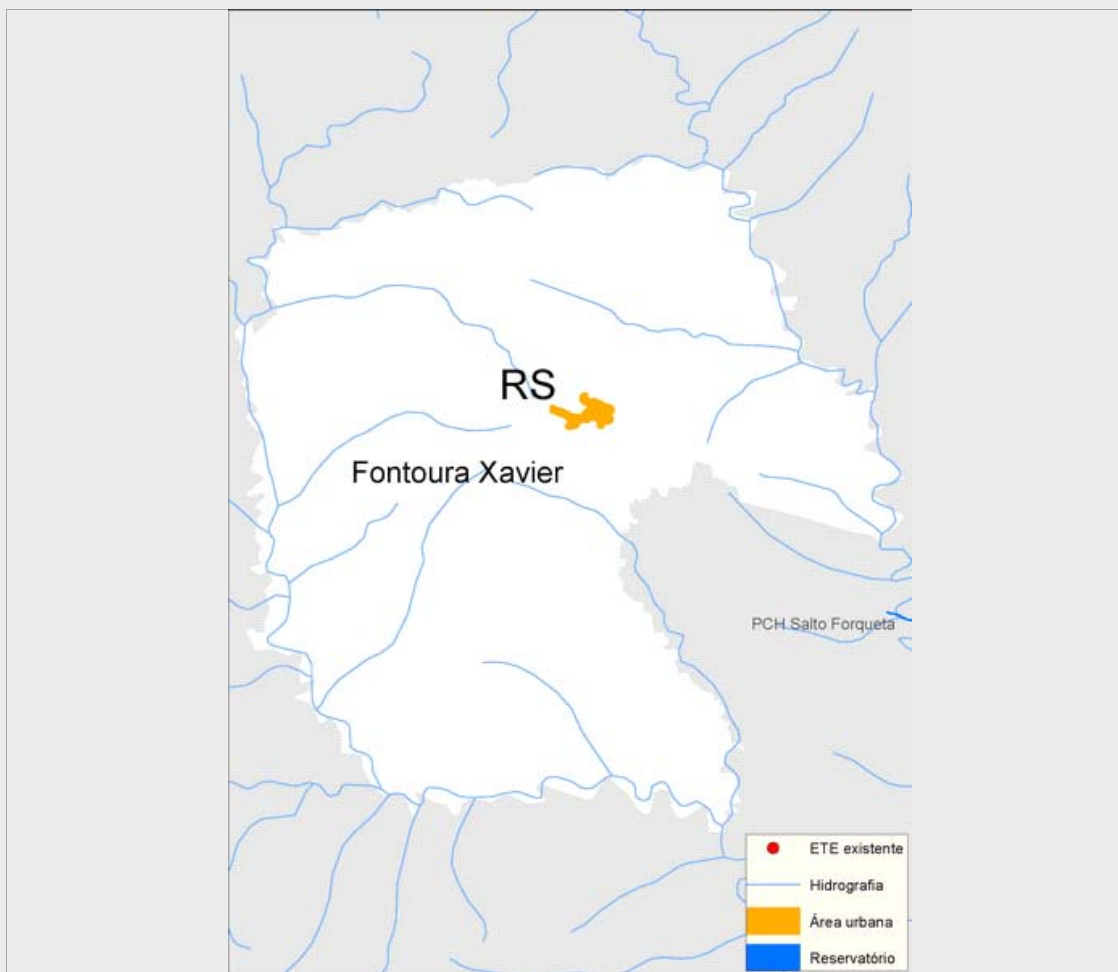 RS
Fontoura Xavier
PCH Salto Forqueta
ETE existente
Hidrografia
Área urbana
Reservatório